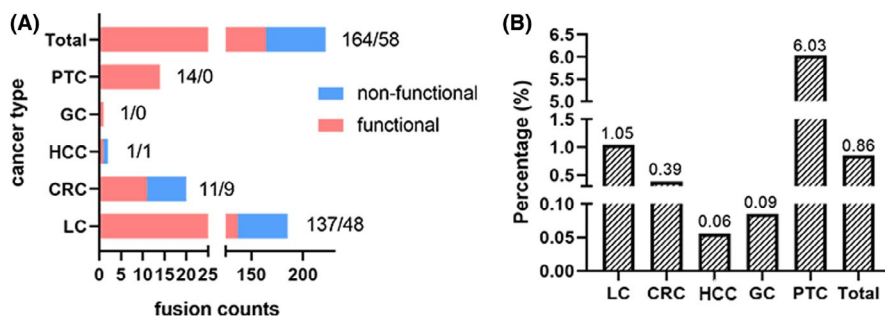 (A)
cancer type
Total
PTC
GC
HCC
CRC
LC
164/58
14/0
1/0
1/1
11/9
137/48
non-functional
functional
0 5 10 15 20 25 150 200
fusion counts
(B)
Percentage (%)
6.5
6.0
5.5
5.0
1.5
1.0
0.5
0.10
0.05
0.00
1.05
0.39
0.06
0.09
6.03
0.86
LC CRC HCC GC PTC Total